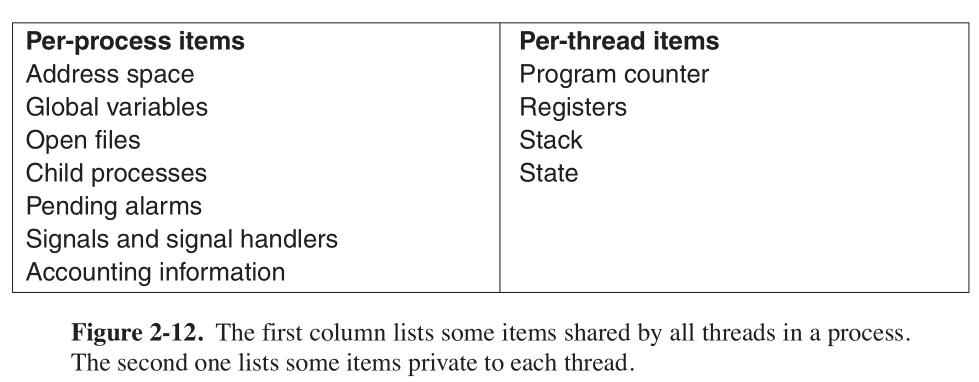 Per-process items
Address space
Global variables
Open files
Child processes
Pending alarms
Signals and signal handlers
Accounting information
Per-thread items
Program counter
Registers
Stack
State
Figure 2-12. The first column lists some items shared by all threads in a process.
The second one lists some items private to each thread.